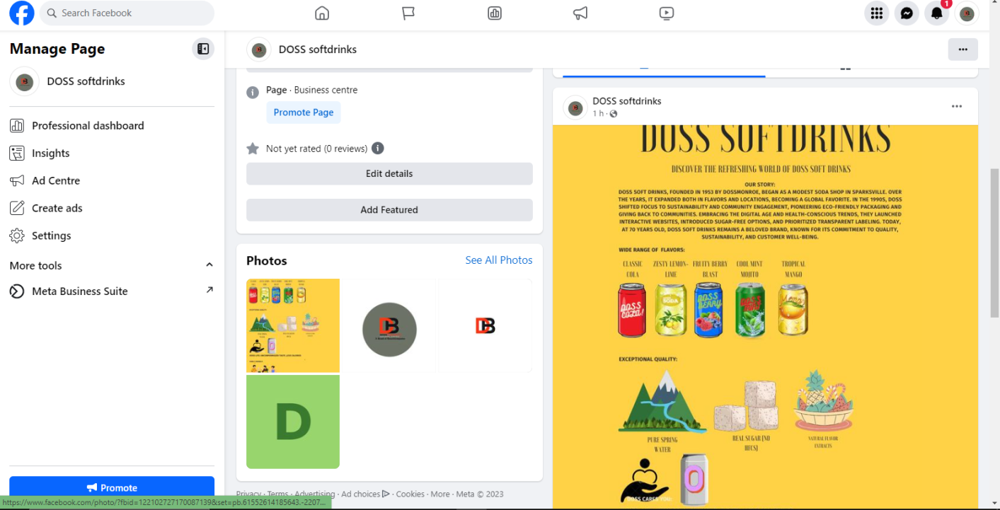 Search Facebook
1
Manage Page
DOSS softdrinks
Professional dashboard
Insights
Ad Centre
Create ads
Settings
More tools
Meta Business Suite
Promote
https://www.facebook.com/photo/?fbid=122102727170087139&set=pb.61552614185643.-2207...
DOSS softdrinks
Page · Business centre
Promote Page
Not yet rated (0 reviews)
Edit details
Add Featured
Photos
See All Photos
DB
DB
D
Privacy · Terms · Advertising · Ad choices · Cookies · More · Meta © 2023
DOSS softdrinks
1 h ·
DOSS SOFTDRINKS
DISCOVER THE REFRESHING WORLD OF DOSS SOFT DRINKS
OUR STORY:
DOSS SOFT DRINKS, FOUNDED IN 1953 BY DOSSMONROE, BEGAN AS A MODEST SODA SHOP IN SPARKSVILLE. OVER
THE YEARS, IT EXPANDED BOTH IN FLAVORS AND LOCATIONS, BECOMING A GLOBAL FAVORITE. IN THE 1990S, DOSS
SHIFTED FOCUS TO SUSTAINABILITY AND COMMUNITY ENGAGEMENT, PIONEERING ECO-FRIENDLY PACKAGING AND
GIVING BACK TO COMMUNITIES. EMBRACING THE DIGITAL AGE AND HEALTH-CONSCIOUS TRENDS, THEY LAUNCHED
INTERACTIVE WEBSITES, INTRODUCED SUGAR-FREE OPTIONS, AND PRIORITIZED TRANSPARENT LABELING. TODAY,
AT 70 YEARS OLD, DOSS SOFT DRINKS REMAINS A BELOVED BRAND, KNOWN FOR ITS COMMITMENT TO QUALITY,
SUSTAINABILITY, AND CUSTOMER WELL-BEING.
WIDE RANGE OF FLAVORS:
CLASSIC COLA
ZESTY LEMON-LIME
FRUITY BERRY BLAST
COOL MINT MOJITO
TROPICAL MANGO
DOSS COLA!
SODA
DOSS BERRY
DOSS
EXCEPTIONAL QUALITY:
PURE SPRING WATER
REAL SUGAR [NO HFCS]
NATURAL FLAVOR EXTRACTS
DOSS CARES YOU: